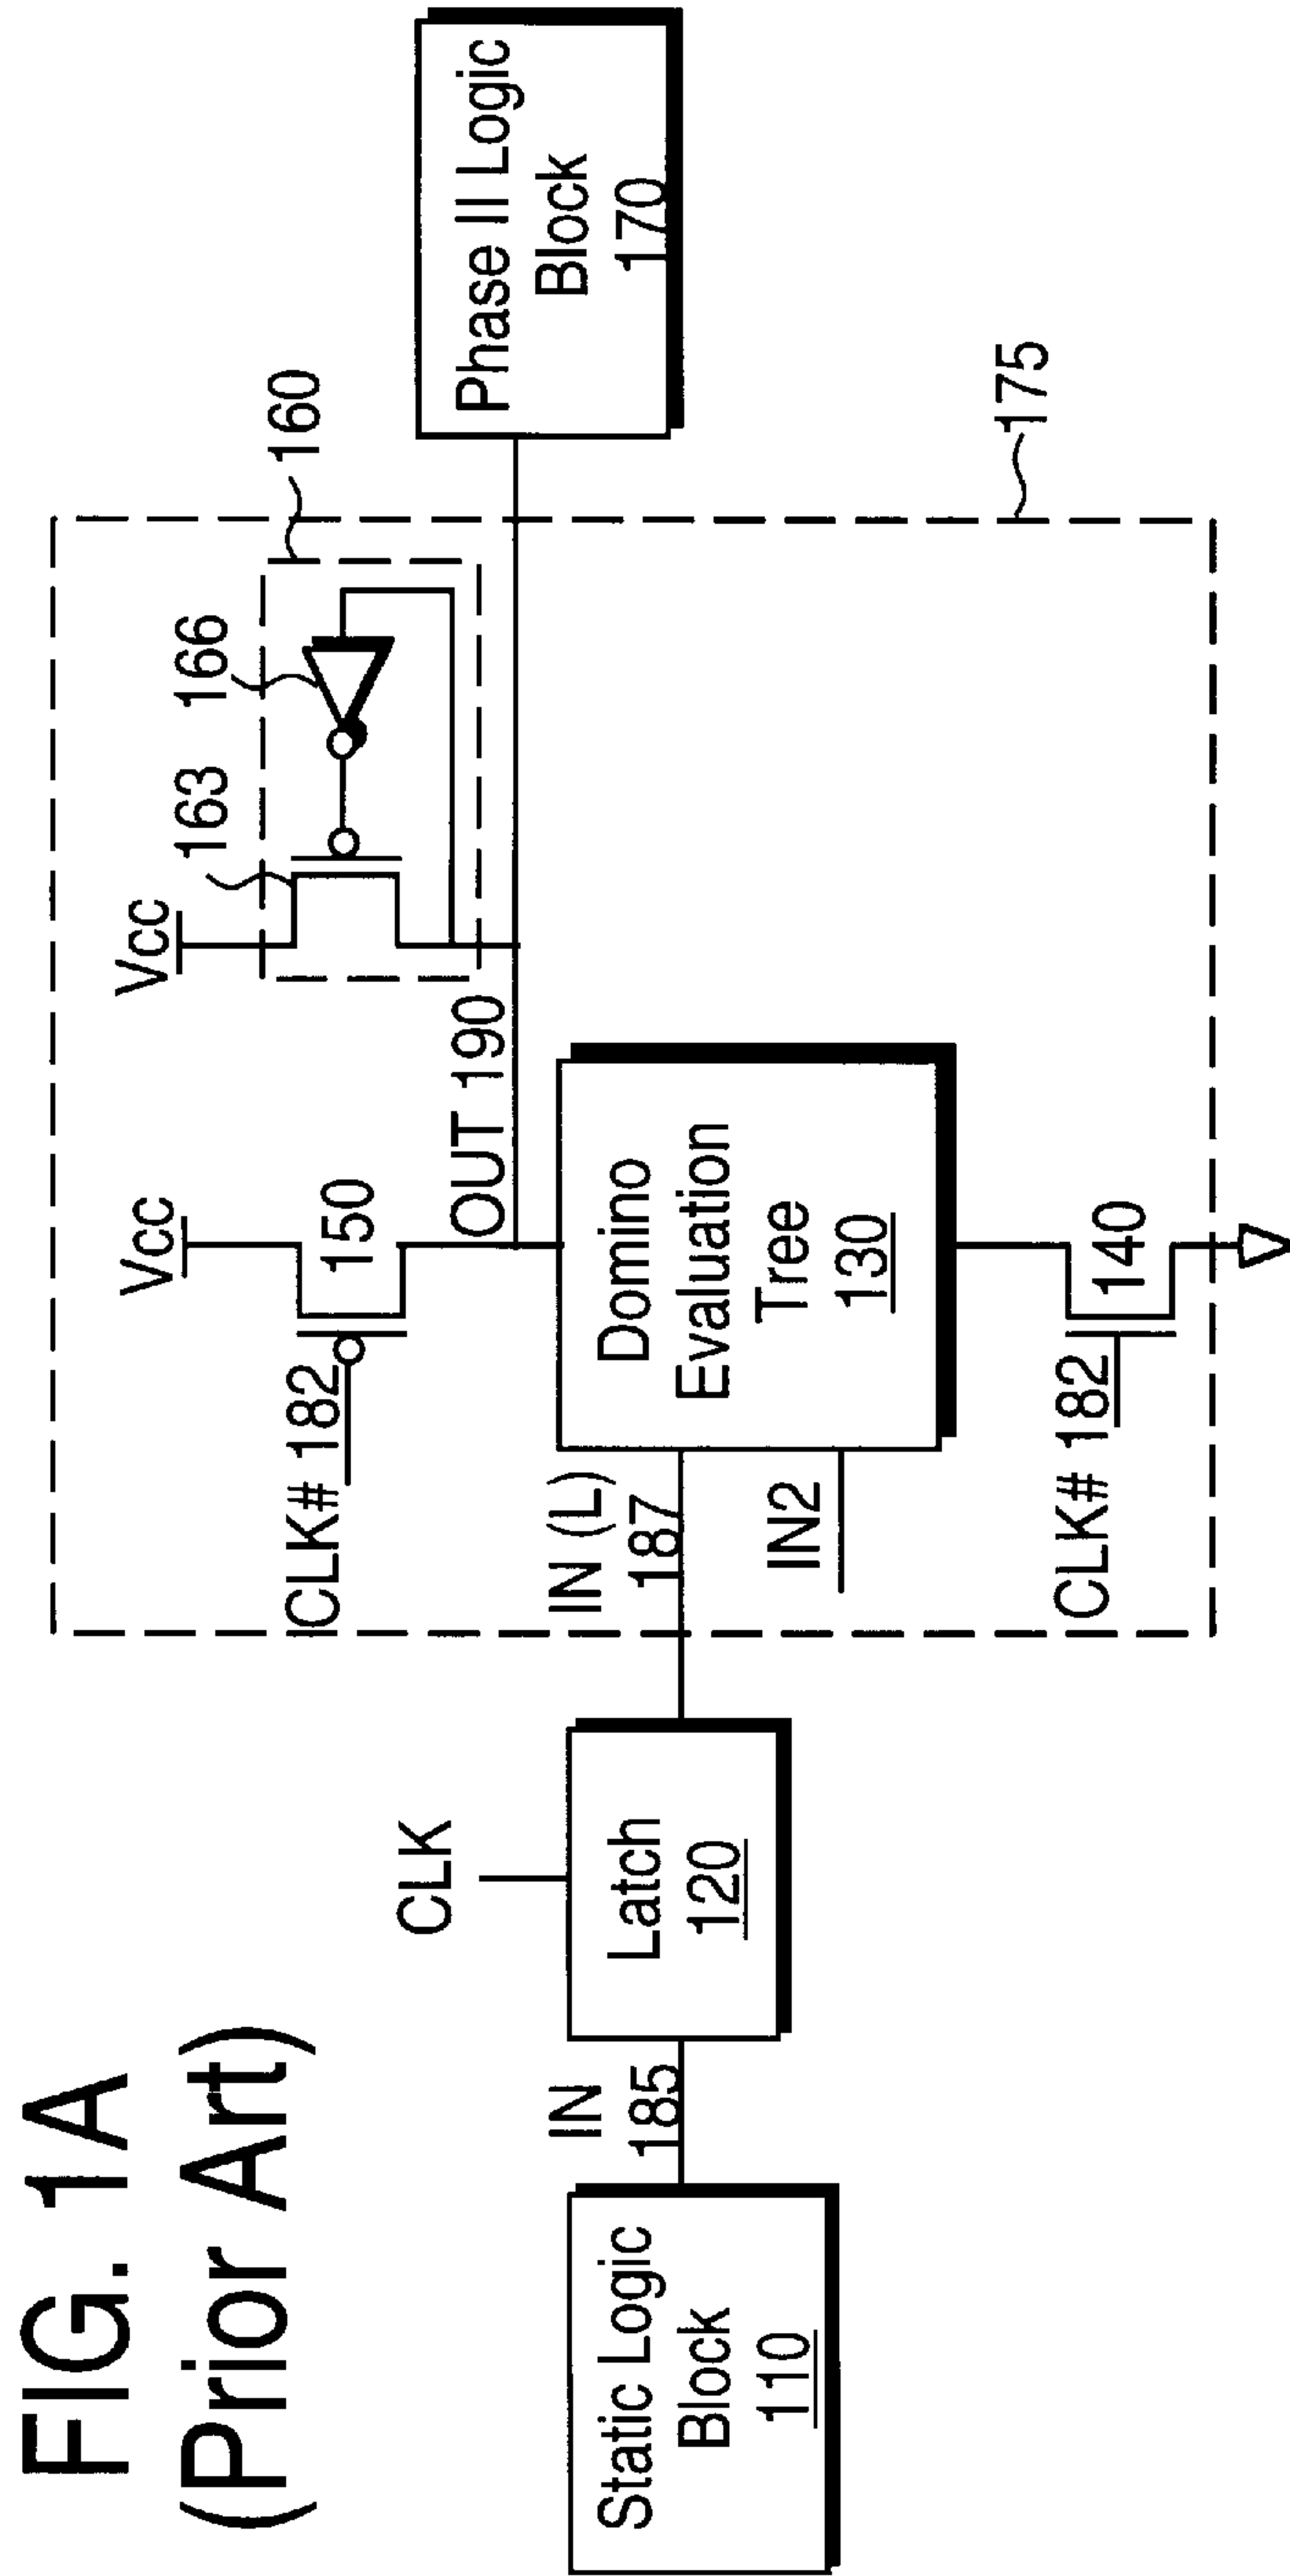 FIG. 1A
(Prior Art)
Static Logic
Block
110
IN
185
CLK
Latch
120
IN (L)
187
IN2
CLK# 182
Vcc
150
OUT 190
Domino
Evaluation
Tree
130
CLK# 182
140
Vcc
163
166
160
Phase II Logic
Block
170
175